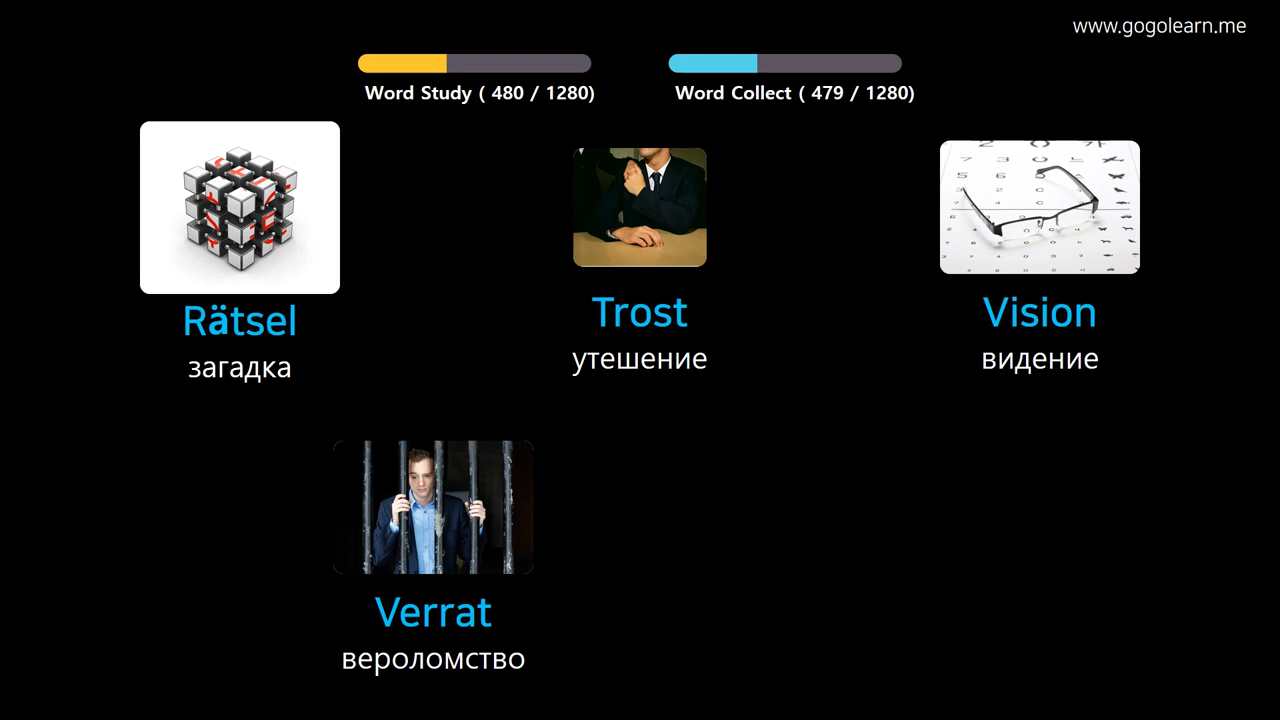 www.gogolearn.me
Word Study ( 480 / 1280)
Word Collect ( 479 / 1280)
Rätsel
загадка
Trost
утешение
Vision
видение
Verrat
вероломство